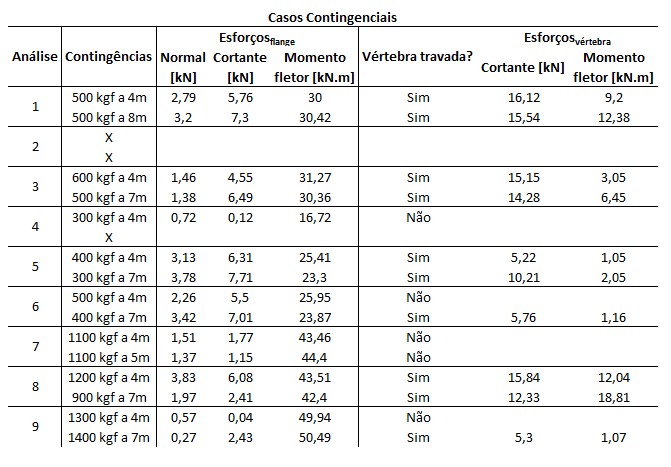 Casos Contingenciais
Análise Contingências Esforços flange Vértebra travada? Esforços vértebra
Normal [kN] Cortante [kN] Momento fletor [kN.m] Cortante [kN] Momento fletor [kN.m]
1 500 kgf a 4m 2,79 5,76 30 Sim 16,12 9,2
500 kgf a 8m 3,2 7,3 30,42 Sim 15,54 12,38
2 X
X
3 600 kgf a 4m 1,46 4,55 31,27 Sim 15,15 3,05
500 kgf a 7m 1,38 6,49 30,36 Sim 14,28 6,45
4 300 kgf a 4m 0,72 0,12 16,72 Não
X
5 400 kgf a 4m 3,13 6,31 25,41 Sim 5,22 1,05
300 kgf a 7m 3,78 7,71 23,3 Sim 10,21 2,05
6 500 kgf a 4m 2,26 5,5 25,95 Não
400 kgf a 7m 3,42 7,01 23,87 Sim 5,76 1,16
7 1100 kgf a 4m 1,51 1,77 43,46 Não
1100 kgf a 5m 1,37 1,15 44,4 Não
8 1200 kgf a 4m 3,83 6,08 43,51 Sim 15,84 12,04
900 kgf a 7m 1,97 2,41 42,4 Sim 12,33 18,81
9 1300 kgf a 4m 0,57 0,04 49,94 Não
1400 kgf a 7m 0,27 2,43 50,49 Sim 5,3 1,07